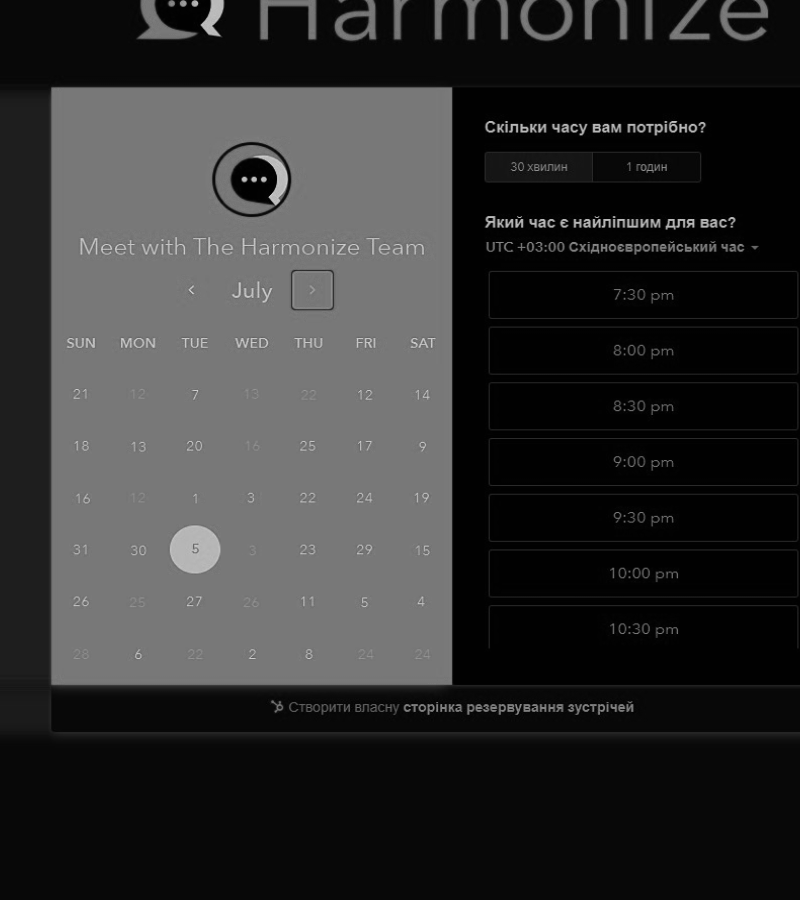 Harmonize
Meet with The Harmonize Team
July
SUN MON TUE WED THU FRI SAT
21 12 7 13 22 12 14
18 13 20 16 25 17 9
16 12 1 3 22 24 19
31 30 5 3 23 29 15
26 25 27 26 11 5 4
28 6 22 2 8 24 24
Скільки часу вам потрібно?
30 хвилин 1 годин
Який час є найліпшим для вас?
UTC +03:00 Східноєвропейський час
7:30 pm
8:00 pm
8:30 pm
9:00 pm
9:30 pm
10:00 pm
10:30 pm
Створити власну сторінка резервування зустрічей